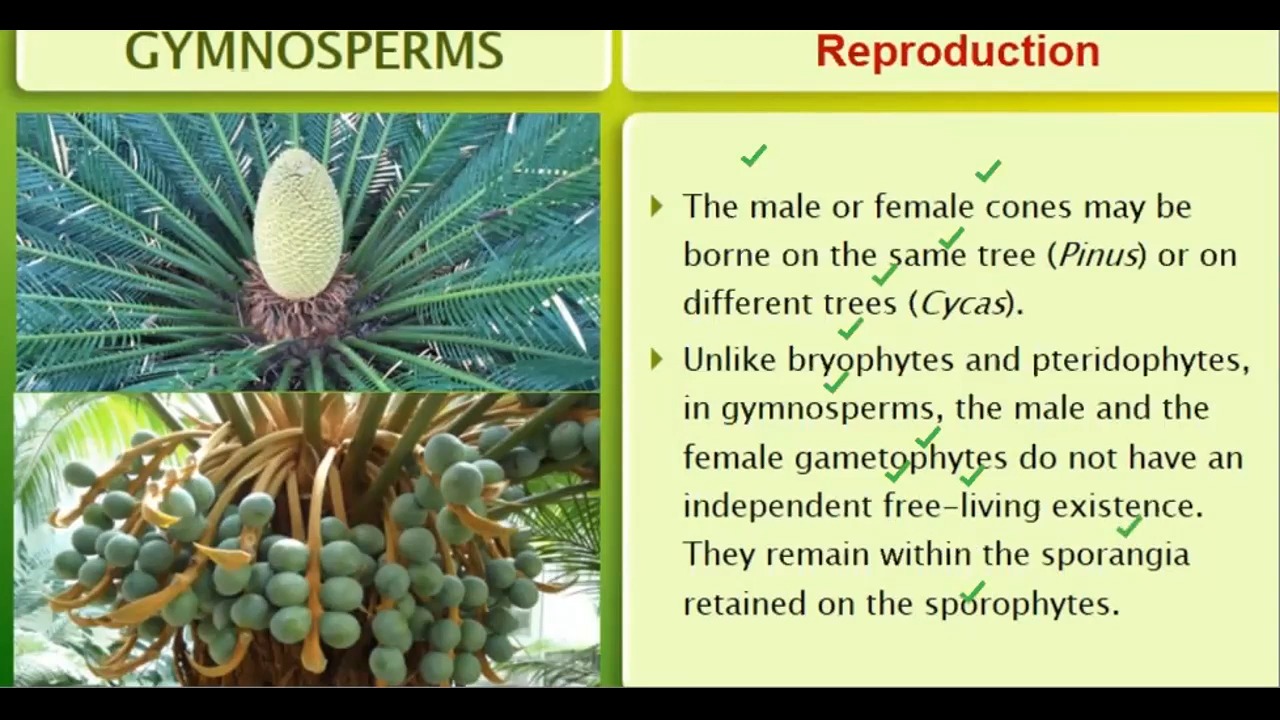 GYMNOSPERMS
Reproduction
The male or female cones may be
borne on the same tree (Pinus) or on
different trees (Cycas).
Unlike bryophytes and pteridophytes,
in gymnosperms, the male and the
female gametophytes do not have an
independent free-living existence.
They remain within the sporangia
retained on the sporophytes.